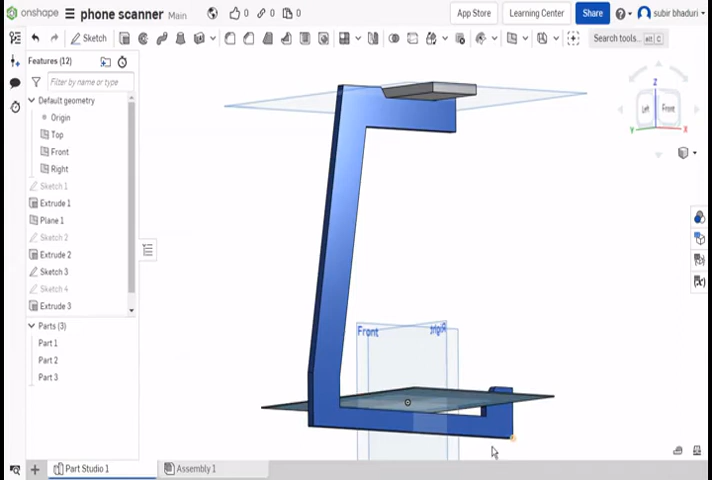 onshape phone scanner Main 0 0 0 App Store Learning Center Share subir bhaduri
Sketch Search tools... alt C
Features (12)
Filter by name or type
Default geometry
Origin
Top
Front
Right
Sketch 1
Extrude 1
Plane 1
Sketch 2
Extrude 2
Sketch 3
Sketch 4
Extrude 3
Parts (3)
Part 1
Part 2
Part 3
Z
Left Front
Y X
Front Right
Part Studio 1 Assembly 1